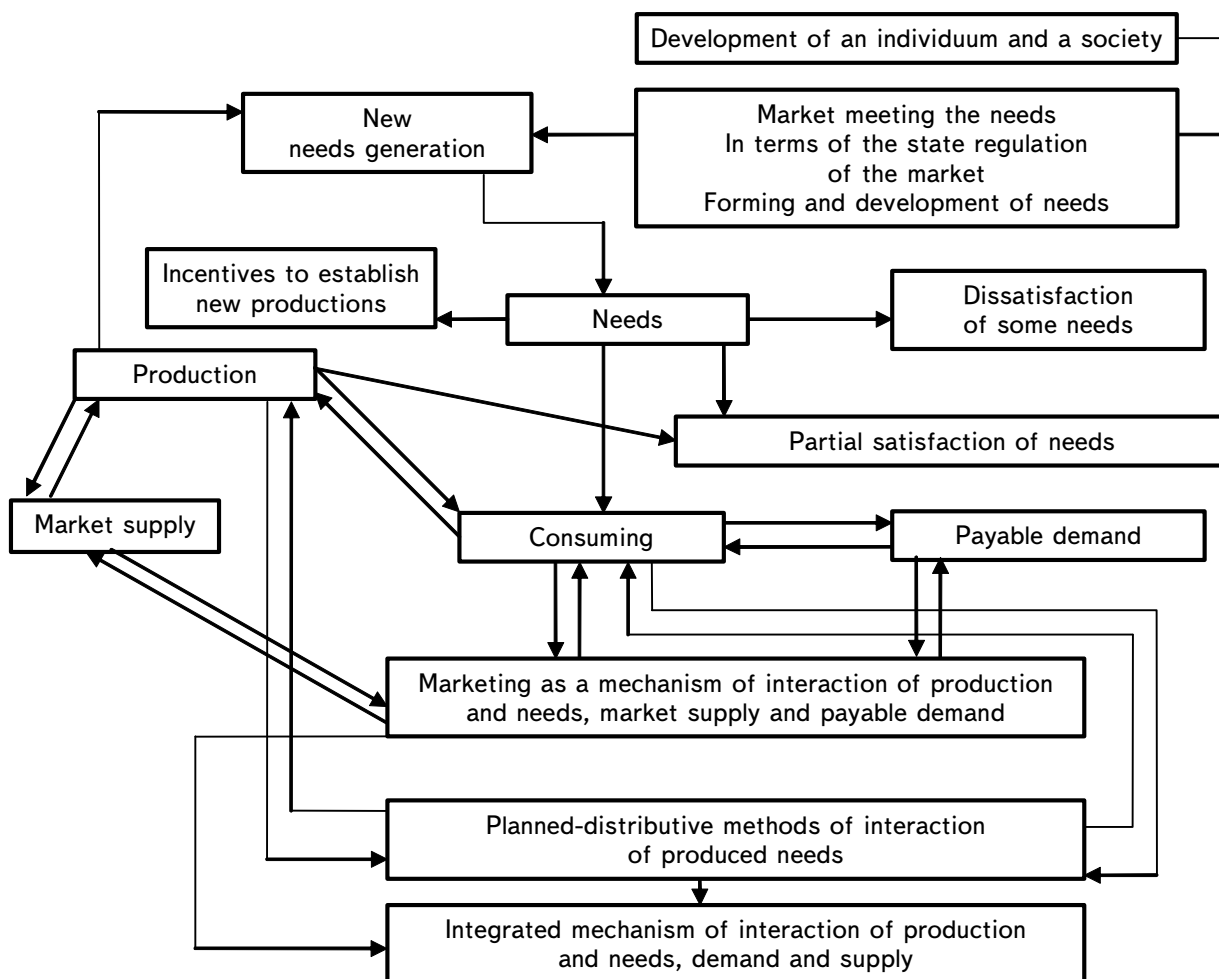 Development of an individuum and a society
New
needs generation
Market meeting the needs
In terms of the state regulation
of the market
Forming and development of needs
Incentives to establish
new productions
Needs
Dissatisfaction
of some needs
Production
Partial satisfaction of needs
Market supply
Consuming
Payable demand
Marketing as a mechanism of interaction of production
and needs, market supply and payable demand
Planned-distributive methods of interaction
of produced needs
Integrated mechanism of interaction of production
and needs, demand and supply